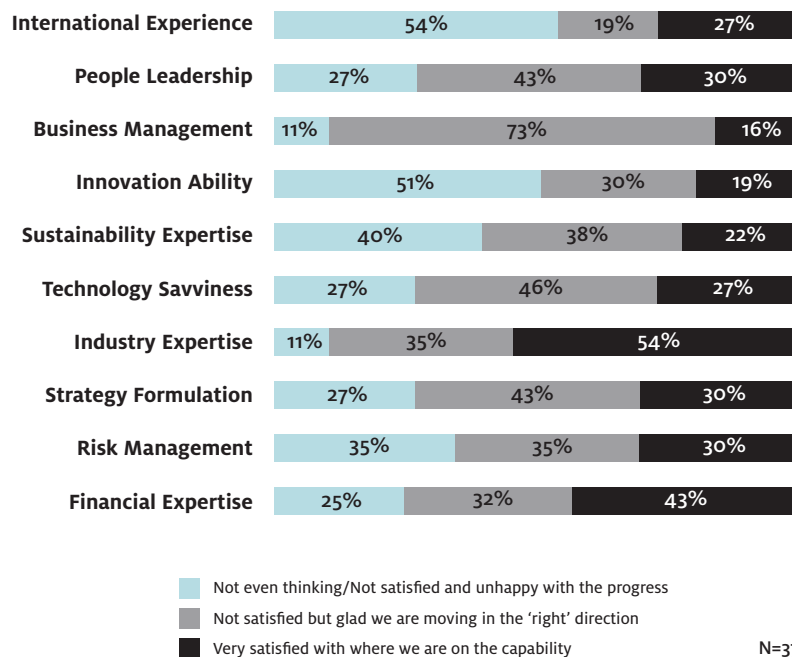 International Experience 54% 19% 27%
People Leadership 27% 43% 30%
Business Management 11% 73% 16%
Innovation Ability 51% 30% 19%
Sustainability Expertise 40% 38% 22%
Technology Savviness 27% 46% 27%
Industry Expertise 11% 35% 54%
Strategy Formulation 27% 43% 30%
Risk Management 35% 35% 30%
Financial Expertise 25% 32% 43%
Not even thinking/Not satisfied and unhappy with the progress
Not satisfied but glad we are moving in the ‘right’ direction
Very satisfied with where we are on the capability